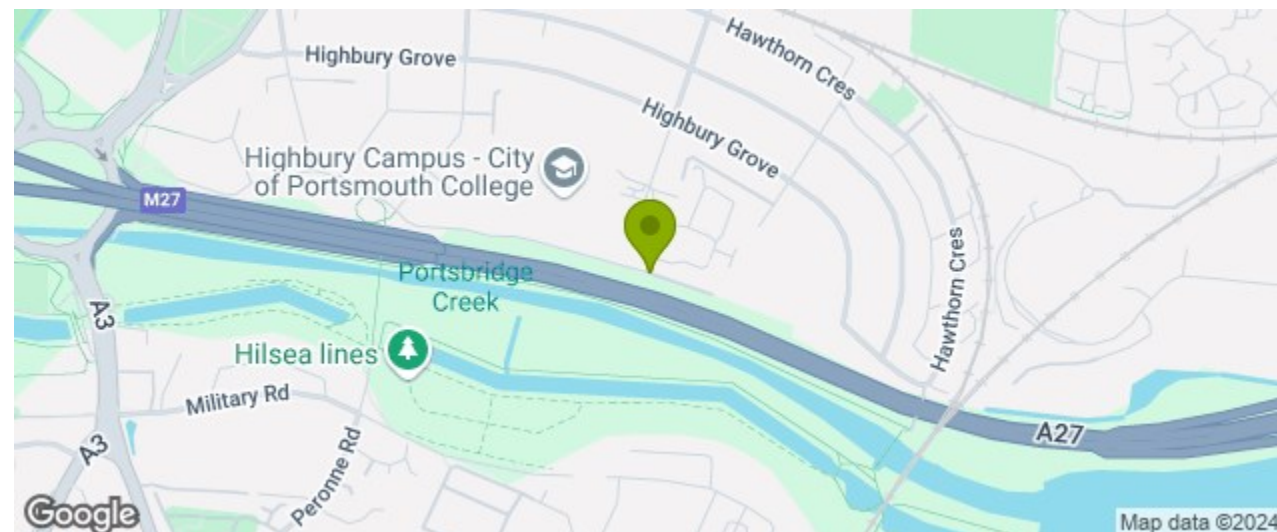 Highbury Grove
Hawthorn Cres
Highbury Grove
Highbury Campus - City
of Portsmouth College
M27
Portsbridge
Creek
A3
Hilsea lines
Hawthorn Cres
Military Rd
A3
Peronne Rd
A27
Google
Map data ©2024